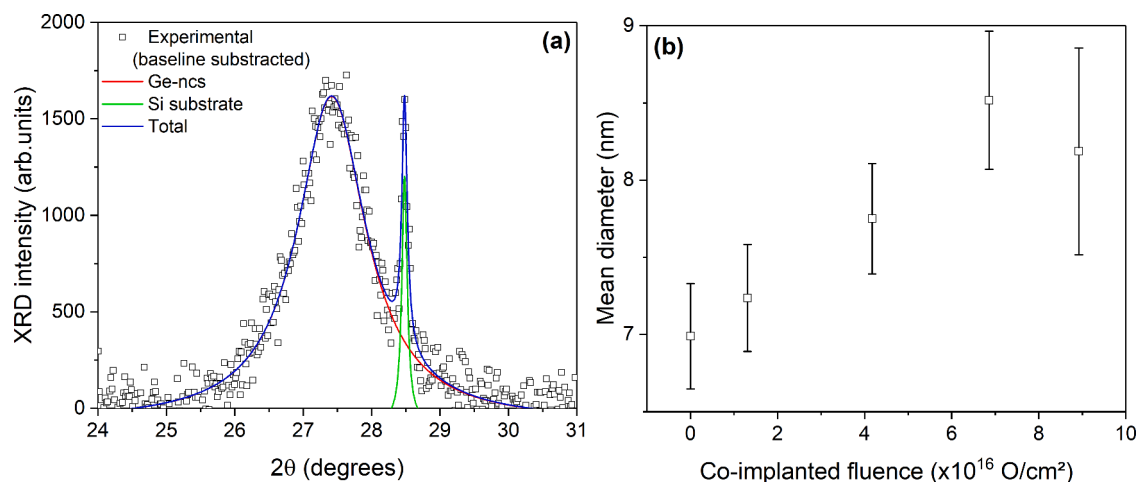 (a)
Experimental
(baseline substracted)
Ge-ncs
Si substrate
Total
XRD intensity (arb.units)
2000
1500
1000
500
0
24 25 26 27 28 29 30 31
2θ (degrees)
(b)
Mean diameter (nm)
9
8
7
0 2 4 6 8 10
Co-implanted fluence (x10¹⁶ O/cm²)